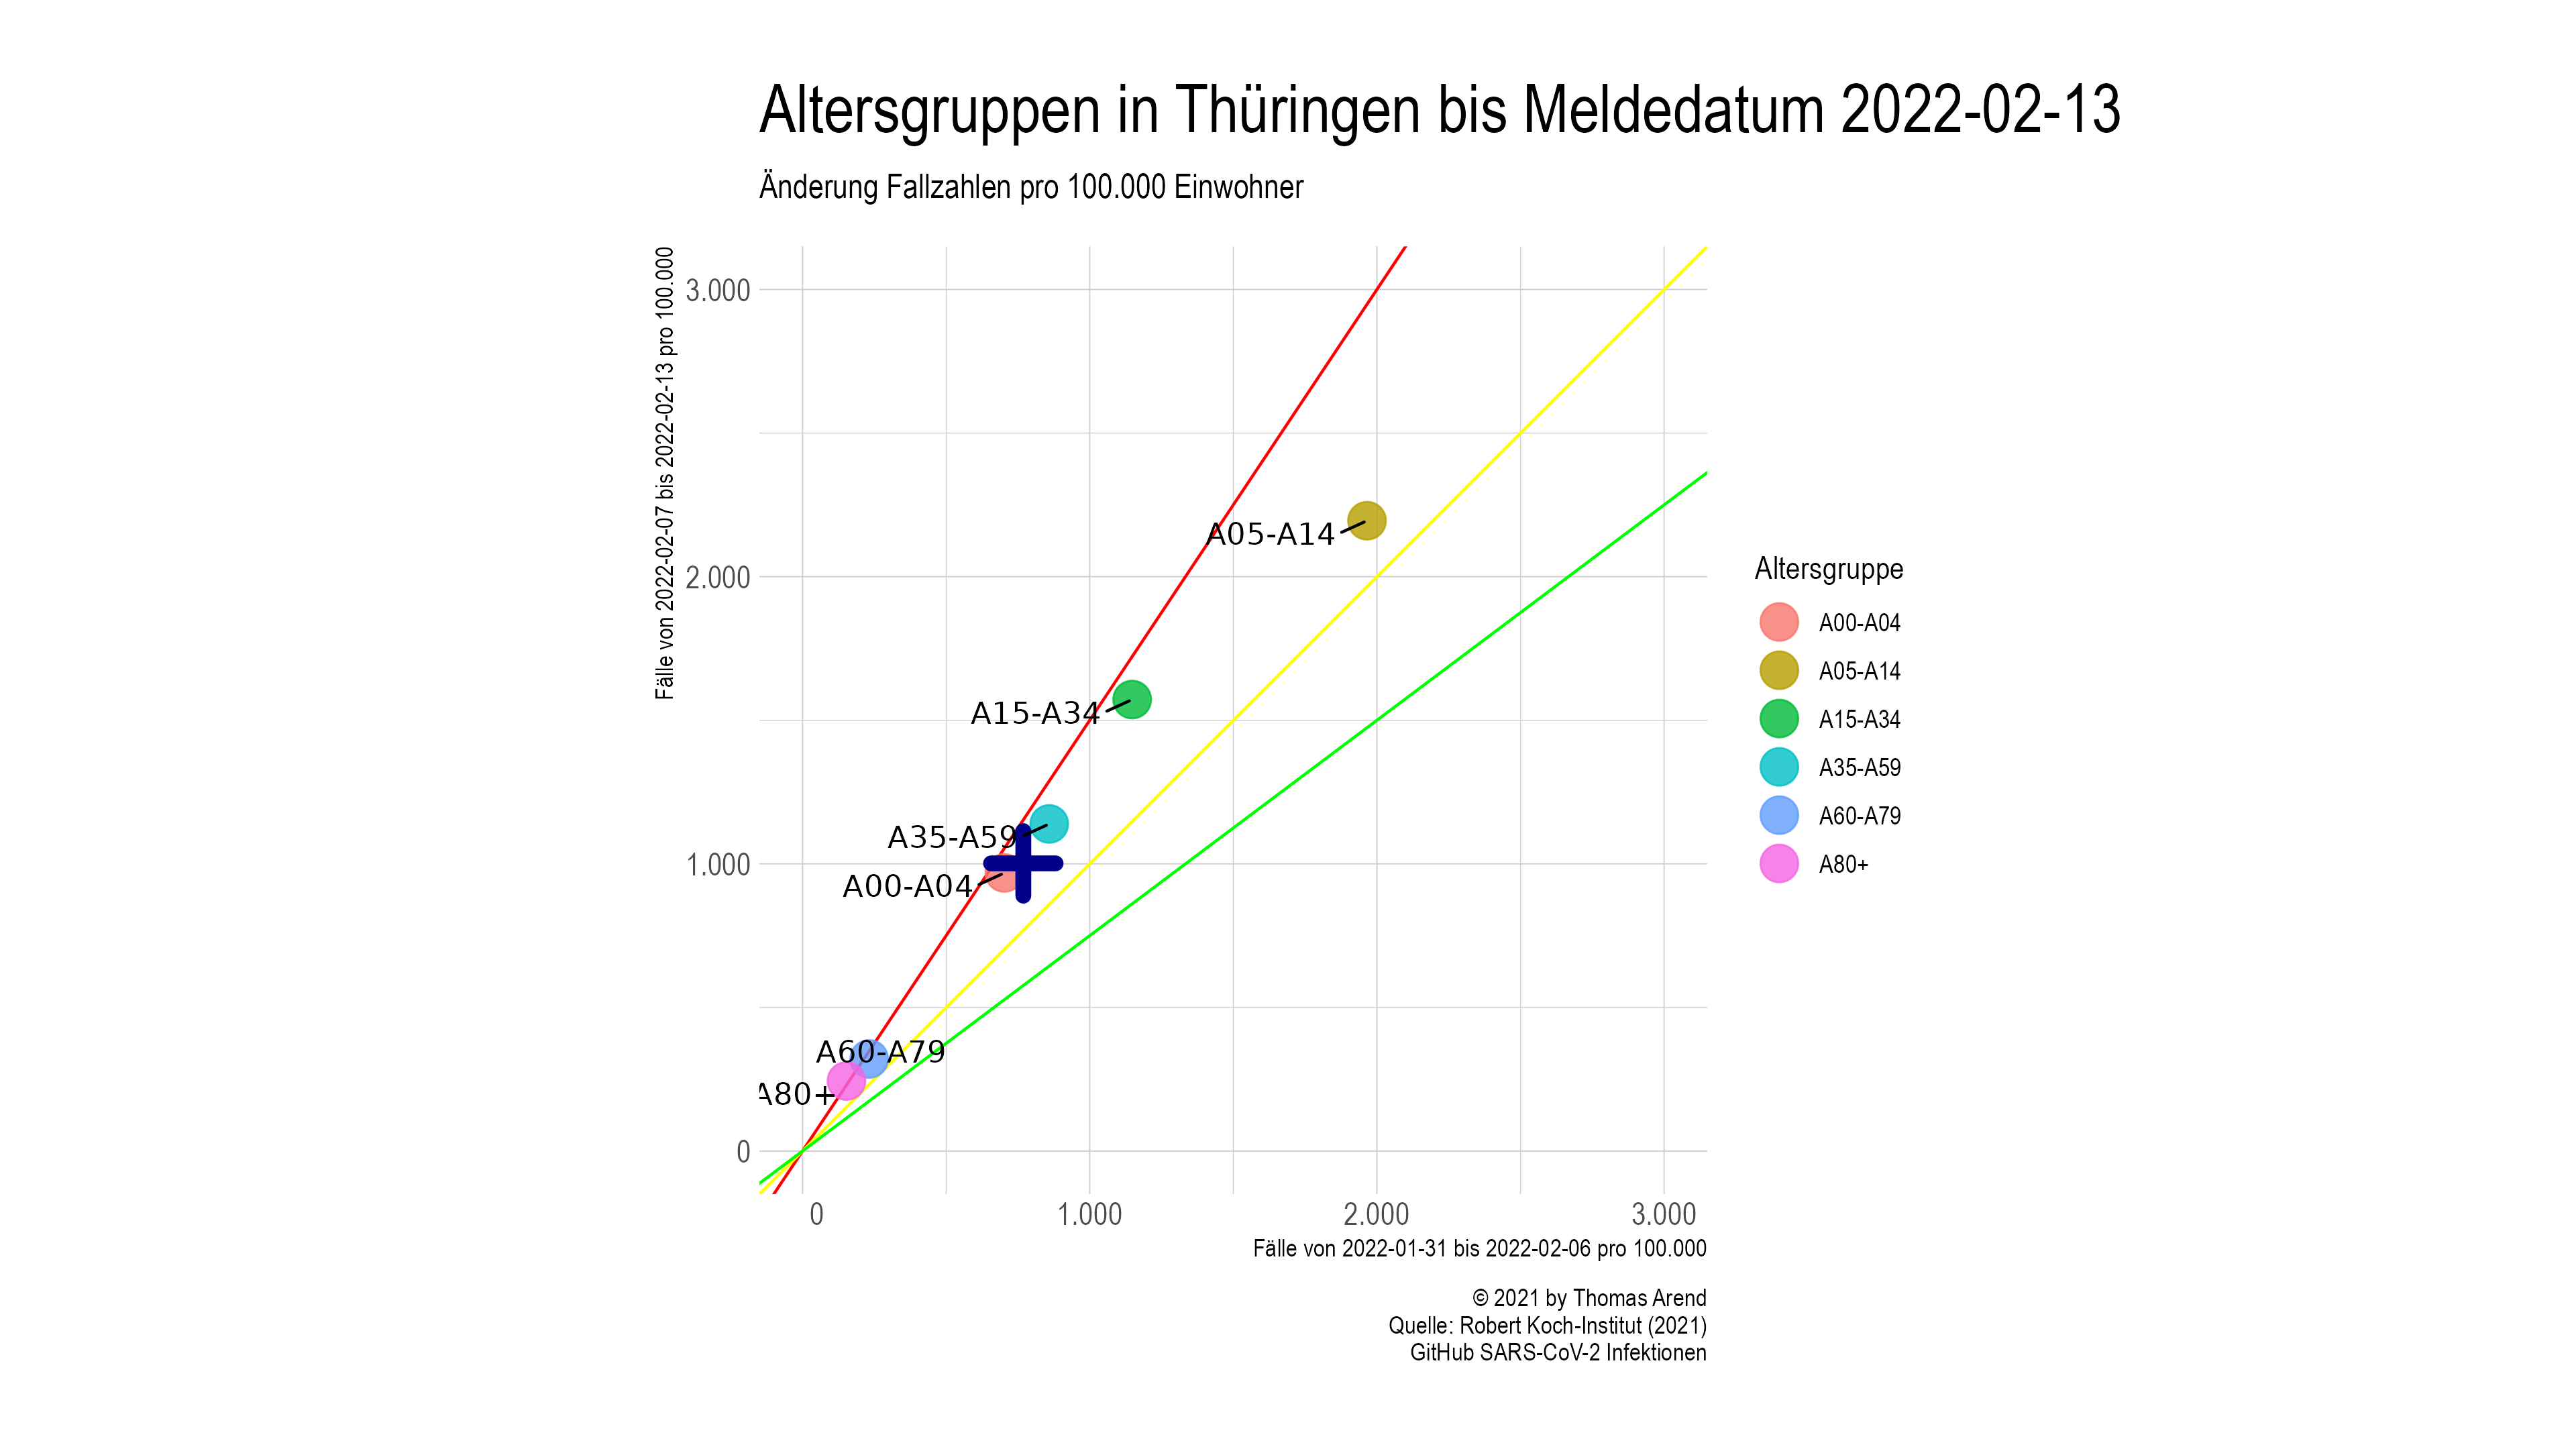 Altersgruppen in Thüringen bis Meldedatum 2022-02-13
Änderung Fallzahlen pro 100.000 Einwohner
Fälle von 2022-02-07 bis 2022-02-13 pro 100.000
3.000
2.000
1.000
0
A05-A14
A15-A34
A35-A59
A00-A04
A60-A79
A80+
0
1.000
2.000
3.000
Fälle von 2022-01-31 bis 2022-02-06 pro 100.000
Altersgruppe
A00-A04
A05-A14
A15-A34
A35-A59
A60-A79
A80+
© 2021 by Thomas Arend
Quelle: Robert Koch-Institut (2021)
GitHub SARS-CoV-2 Infektionen